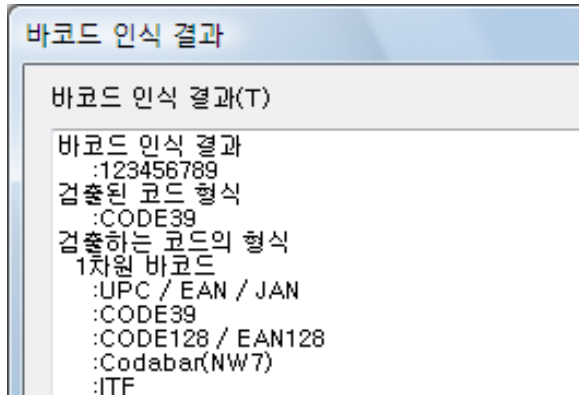 바코드 인식 결과
바코드 인식 결과(T)
바코드 인식 결과
:123456789
검출된 코드 형식
:CODE39
검출하는 코드의 형식
1차원 바코드
:UPC / EAN / JAN
:CODE39
:CODE128 / EAN128
:Codabar(NW7)
:ITF